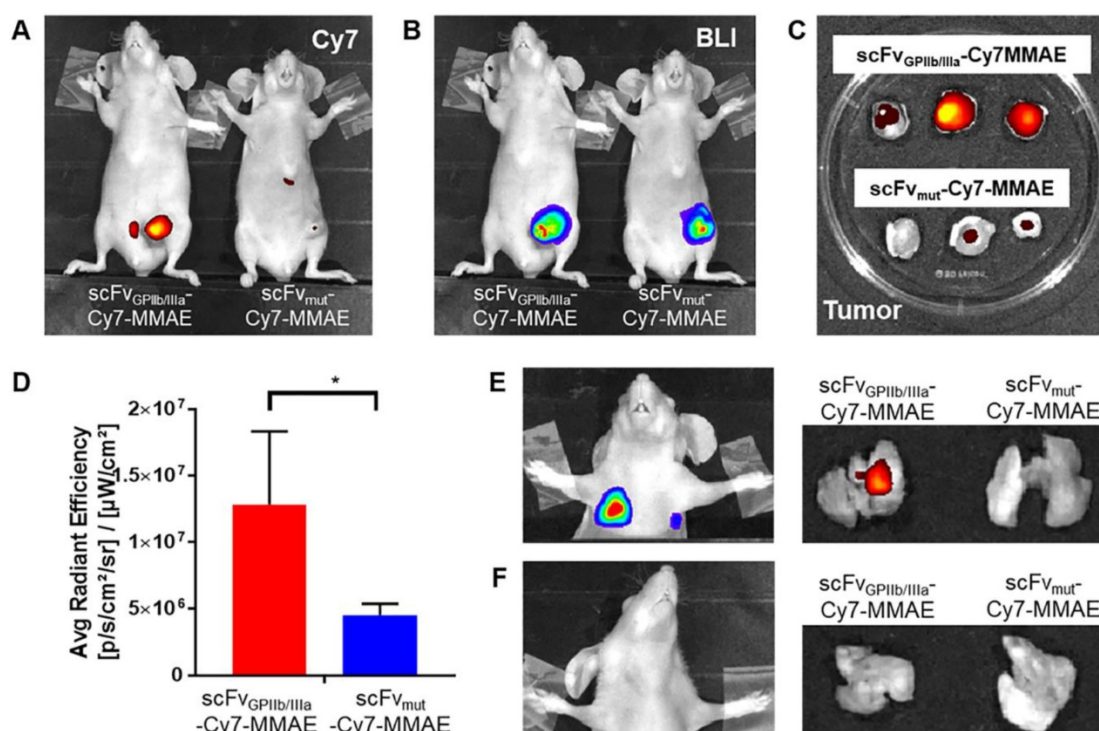 A
Cy7
scFvGPIIb/IIIa-
Cy7-MMAE
scFvmut-
Cy7-MMAE
B
BLI
scFvGPIIb/IIIa-
Cy7-MMAE
scFvmut-
Cy7-MMAE
C
scFvGPIIb/IIIa-Cy7MMAE
scFvmut-Cy7-MMAE
Tumor
D
*
Avg Radiant Efficiency
[p/s/cm²/sr] / [µW/cm²]
2×10⁷
1.5×10⁷
1×10⁷
5×10⁶
0
scFvGPIIb/IIIa
-Cy7-MMAE
scFvmut
-Cy7-MMAE
E
scFvGPIIb/IIIa-
Cy7-MMAE
scFvmut-
Cy7-MMAE
F
scFvGPIIb/IIIa-
Cy7-MMAE
scFvmut-
Cy7-MMAE